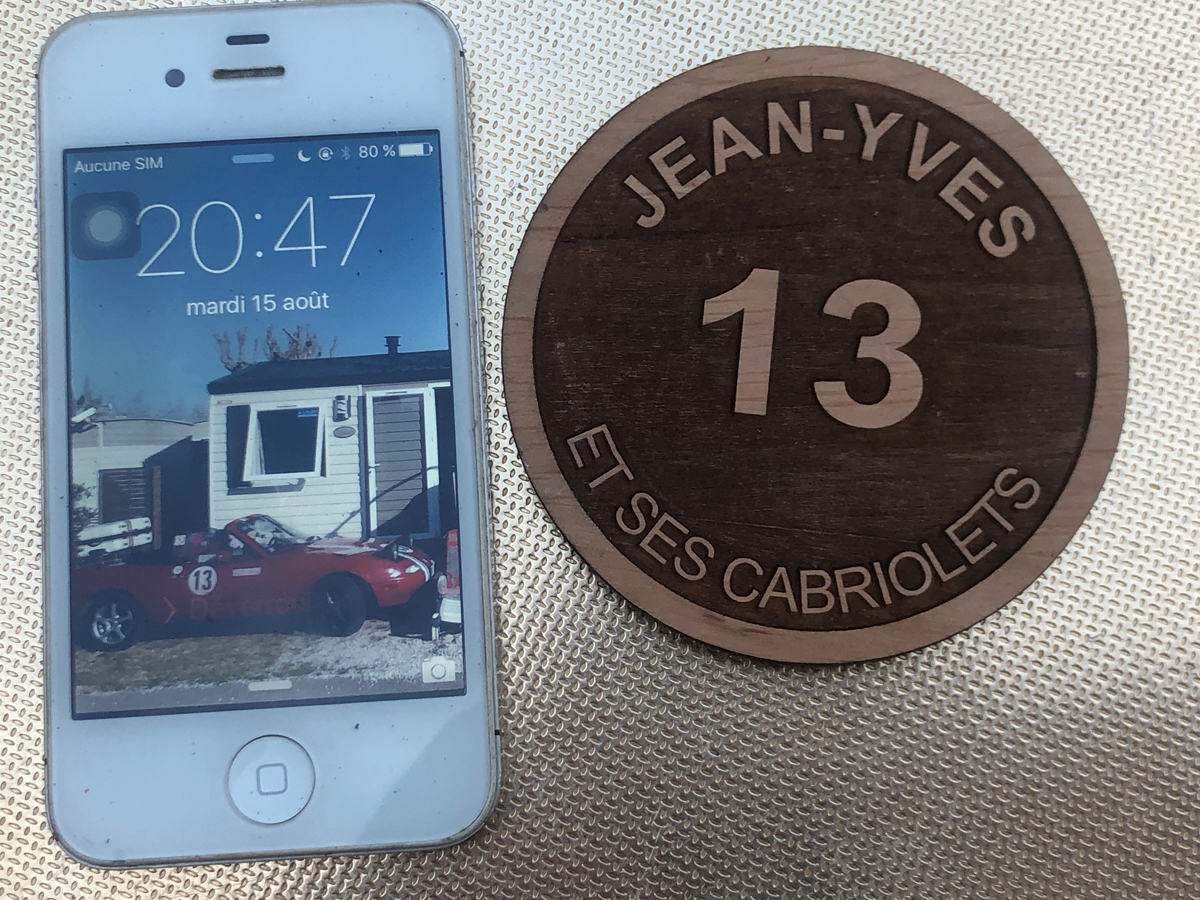 Aucune SIM 80 %
20:47
mardi 15 août
13
JEAN-YVES
13
ET SES CABRIOLETS